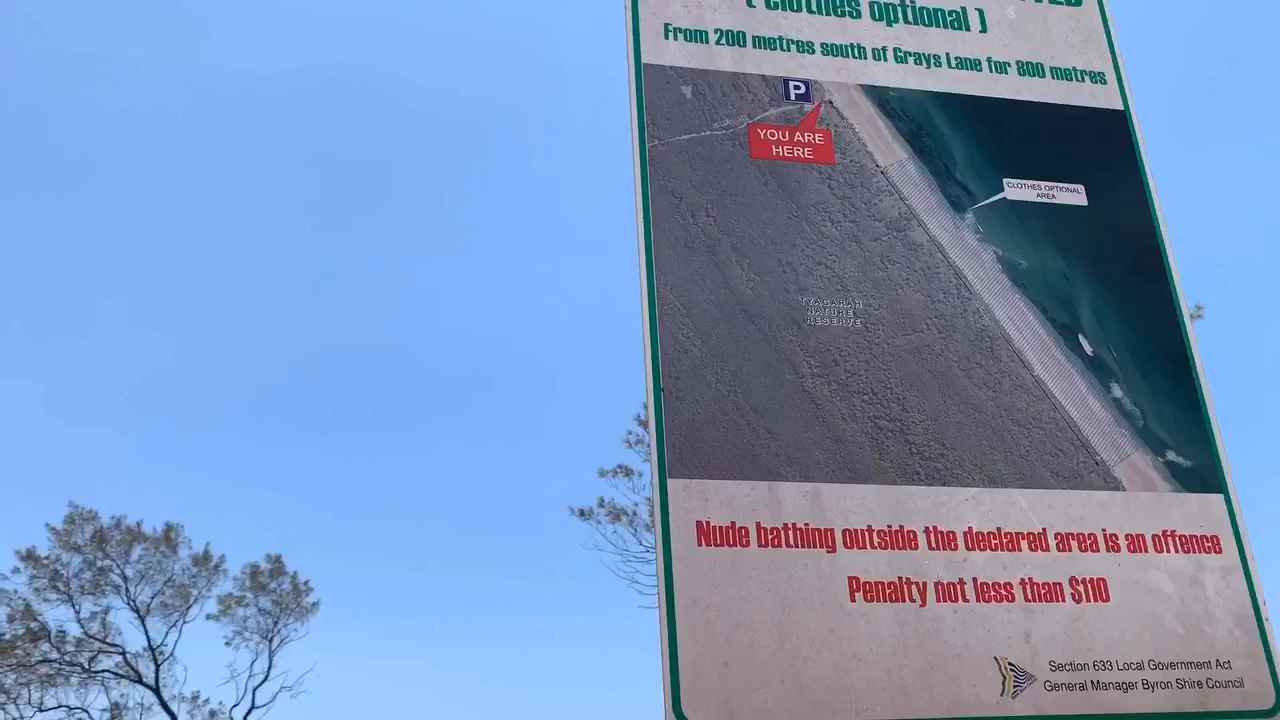 ( Clothes optional )
From 200 metres south of Grays Lane for 800 metres
P
YOU ARE
HERE
'CLOTHES OPTIONAL'
AREA
TYAGARAH
NATURE
RESERVE
Nude bathing outside the declared area is an offence
Penalty not less than $110
Section 633 Local Government Act
General Manager Byron Shire Council